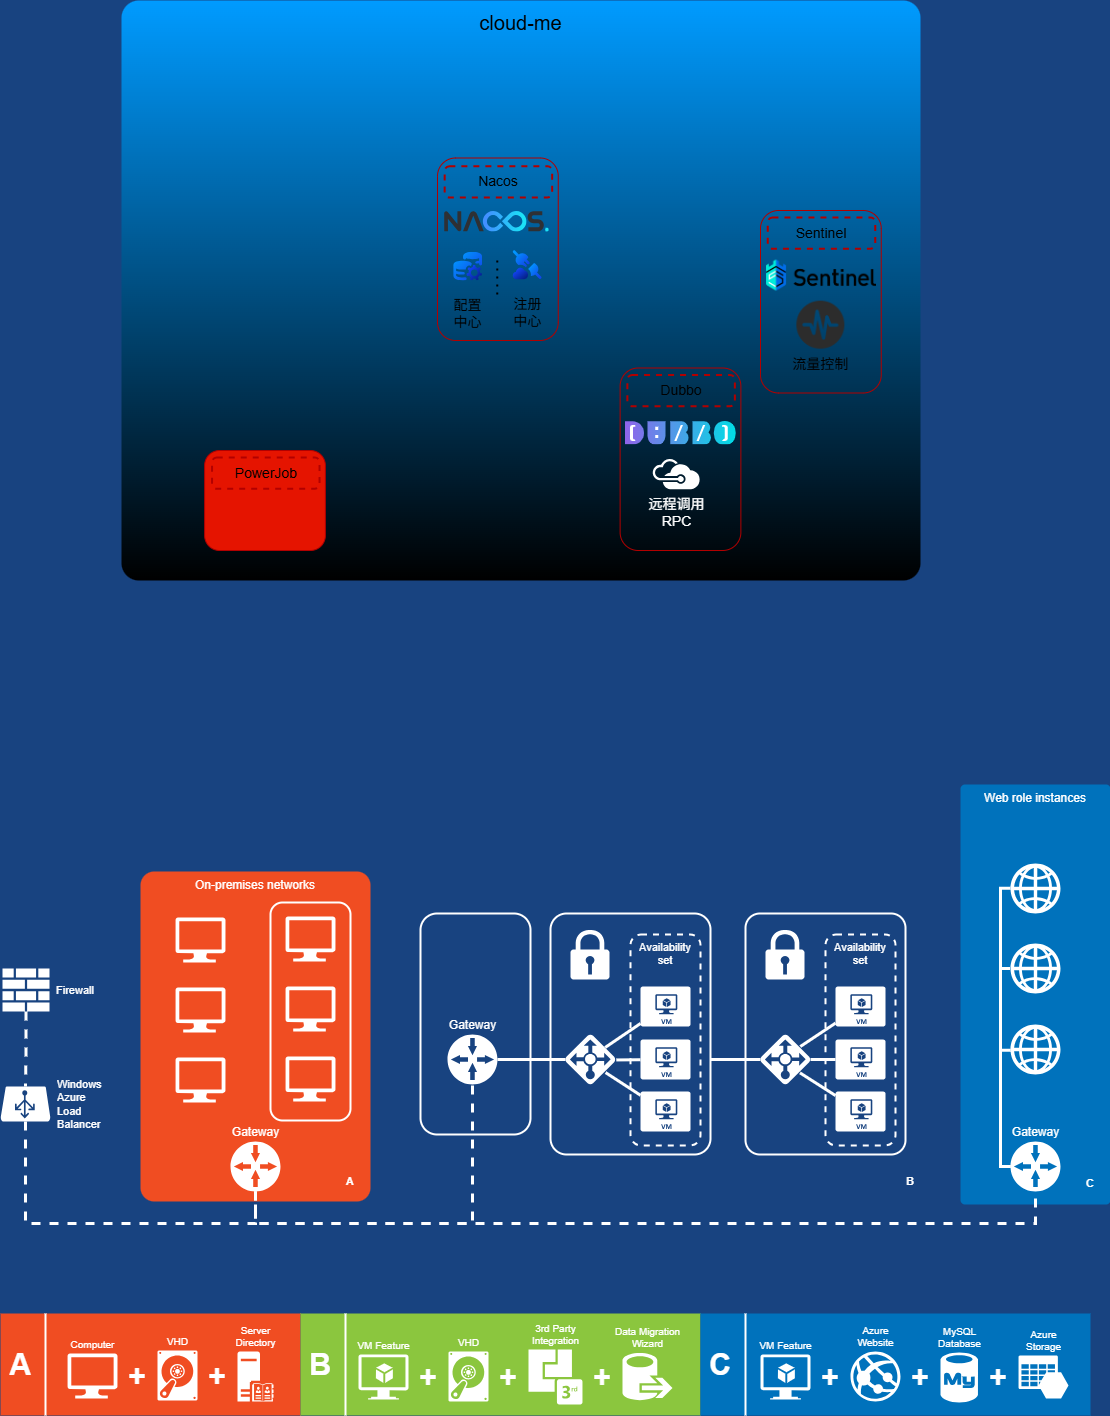 cloud-me
Nacos
NACOS.
配置
中心
注册
中心
Sentinel
Sentinel
流量控制
Dubbo
[D:U//O]
远程调用
RPC
PowerJob
Web role instances
On-premises networks
Firewall
Windows
Azure
Load
Balancer
Gateway
A
Gateway
Availability
set
VM
VM
VM
Availability
set
VM
VM
VM
B
Gateway
C
A
Computer
VHD
Server
Directory
B
VM Feature
VHD
3rd Party
Integration
3rd
Data Migration
Wizard
C
VM Feature
Azure
Website
MySQL
Database
My
Azure
Storage